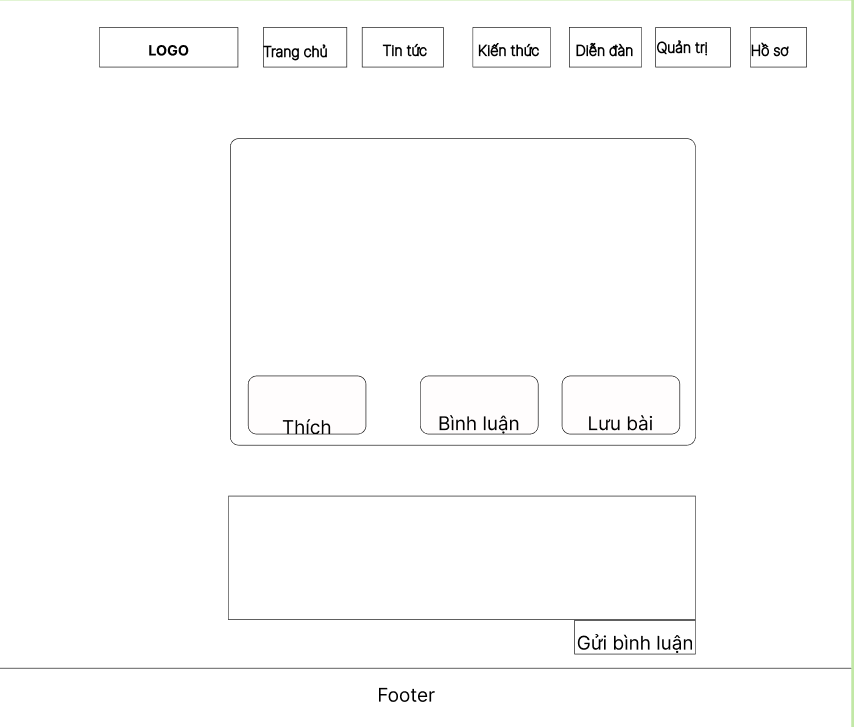 LOGO
Trang chủ
Tin tức
Kiến thức
Diễn đàn
Quản trị
Hồ sơ
Thích
Bình luận
Lưu bài
Gửi bình luận
Footer